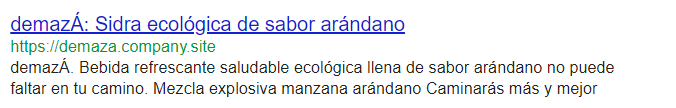 demazÁ: Sidra ecológica de sabor arándano
https://demaza.company.site
demazÁ. Bebida refrescante saludable ecológica llena de sabor arándano no puede
faltar en tu camino. Mezcla explosiva manzana arándano Caminarás más y mejor